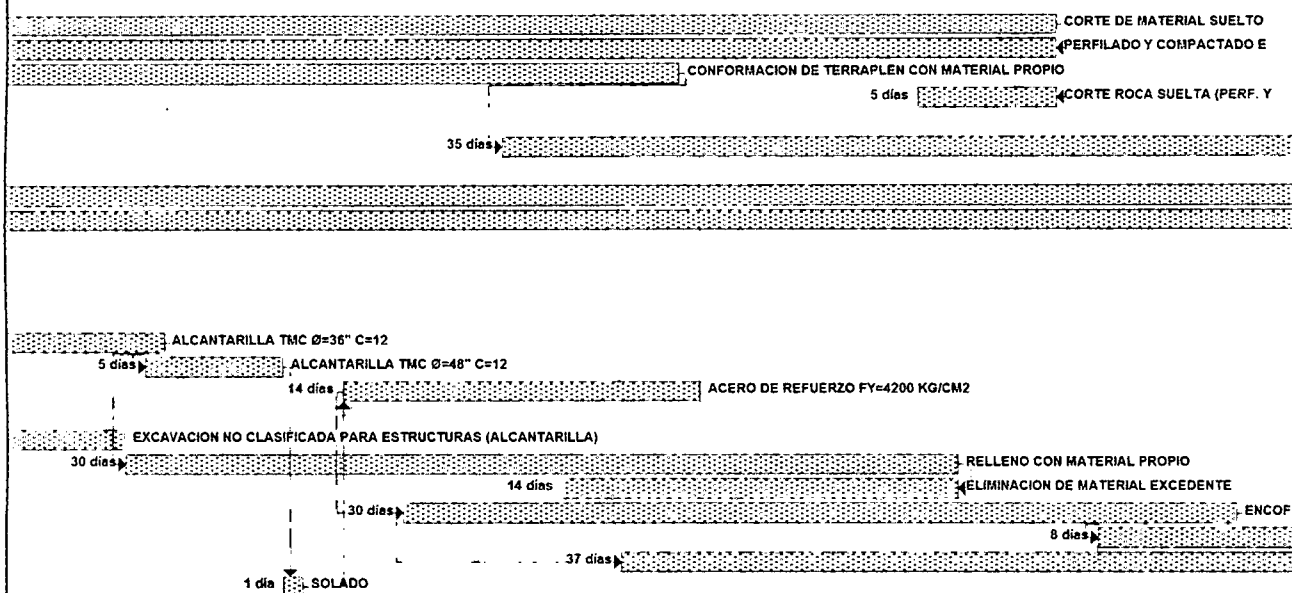 CORTE DE MATERIAL SUELTO
PERFILADO Y COMPACTADO E
CONFORMACION DE TERRAPLEN CON MATERIAL PROPIO
5 días CORTE ROCA SUELTA (PERF. Y
35 días
ALCANTARILLA TMC Ø=36" C=12
5 días ALCANTARILLA TMC Ø=48" C=12
14 días ACERO DE REFUERZO FY=4200 KG/CM2
EXCAVACION NO CLASIFICADA PARA ESTRUCTURAS (ALCANTARILLA)
30 días RELLENO CON MATERIAL PROPIO
14 días ELIMINACION DE MATERIAL EXCEDENTE
30 días ENCOF
8 días
37 días
1 día SOLADO